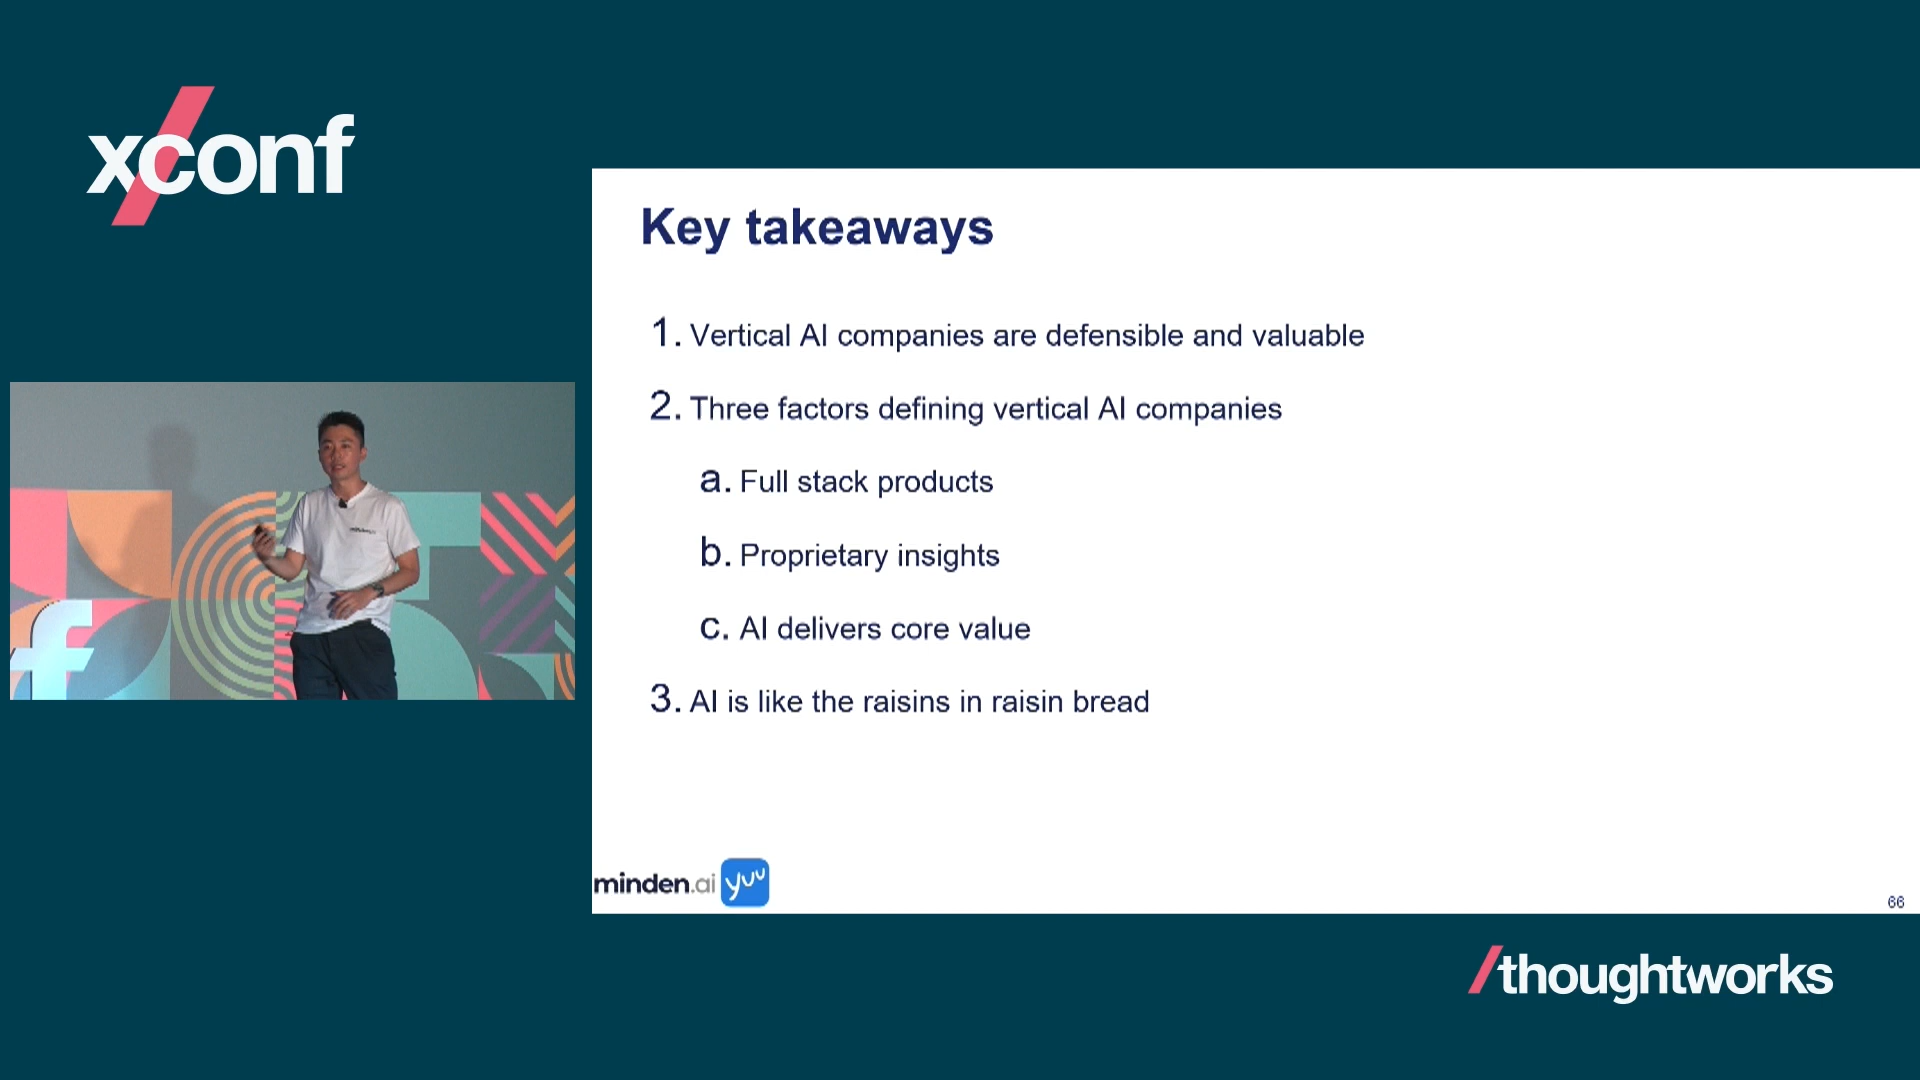 xconf
Key takeaways
1. Vertical AI companies are defensible and valuable
2. Three factors defining vertical AI companies
a. Full stack products
b. Proprietary insights
c. AI delivers core value
3. AI is like the raisins in raisin bread
f
minden.ai yuu
66
/thoughtworks